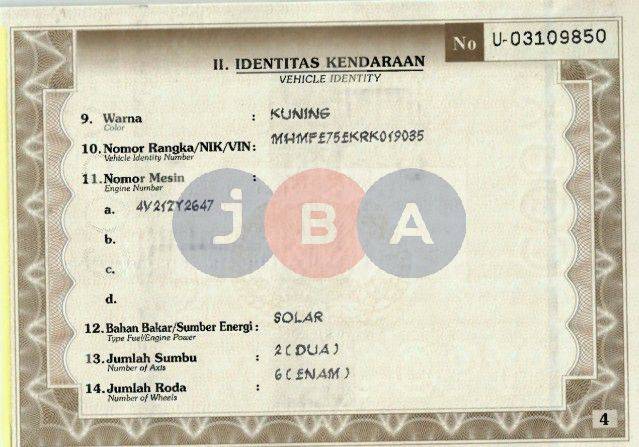 No U-03109850
II. IDENTITAS KENDARAAN
VEHICLE IDENTITY
9. Warna : KUNING
Color
10. Nomor Rangka/NIK/VIN: MHMFE75EKRK019035
Vehicle Identity Number
11. Nomor Mesin :
Engine Number
a. 4V21ZY2647
b.
c.
d.
JBA
12. Bahan Bakar/Sumber Energi : SOLAR
Type Fuel/Engine Power
13. Jumlah Sumbu : 2 (DUA)
Number of Axis
14. Jumlah Roda : 6 (ENAM)
Number of Wheels
4